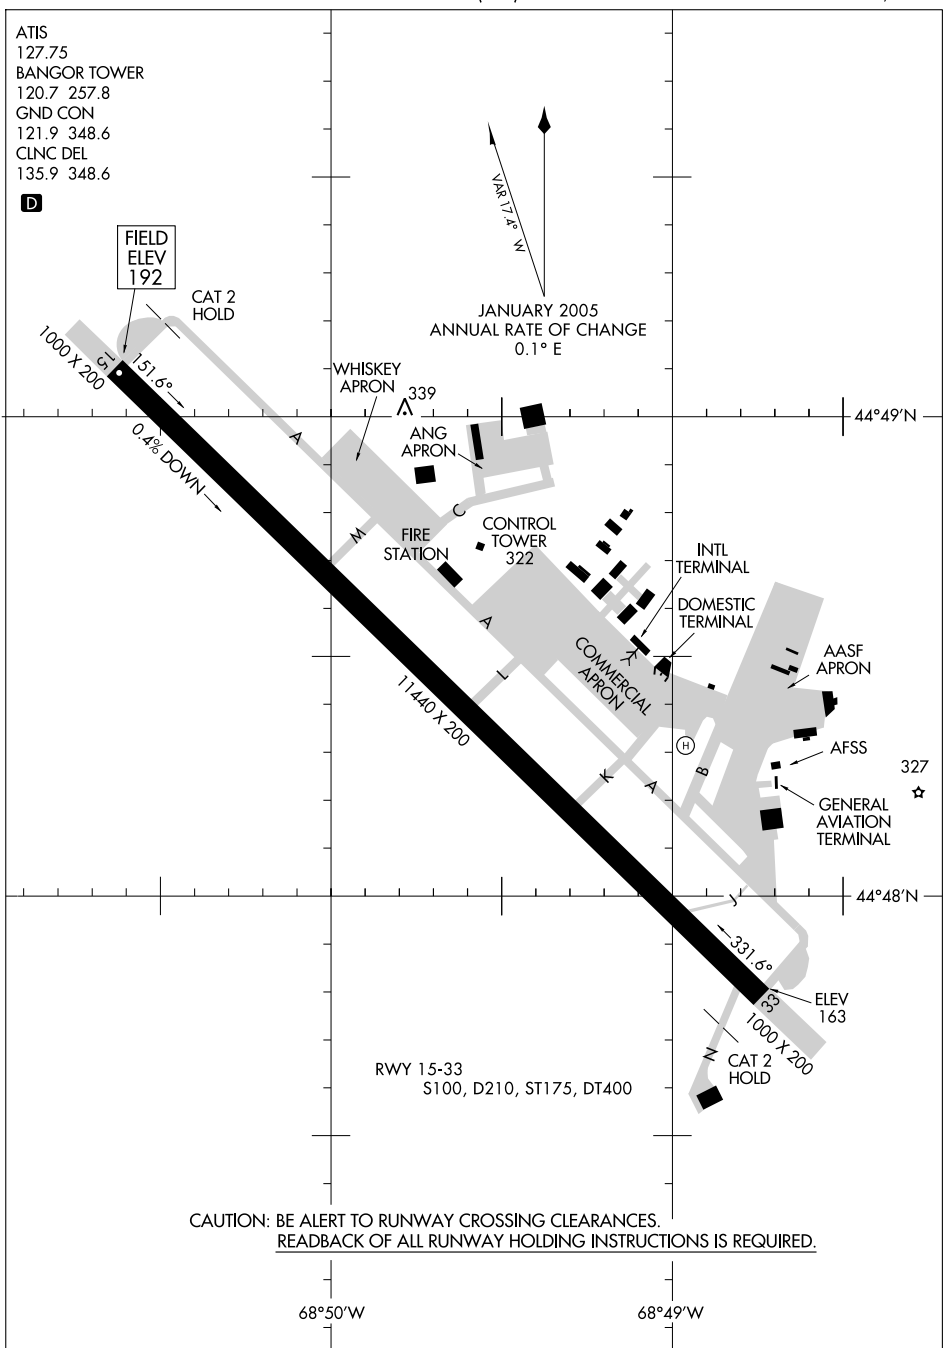 ATIS
127.75
BANGOR TOWER
120.7 257.8
GND CON
121.9 348.6
CLNC DEL
135.9 348.6
D
FIELD
ELEV
192
CAT 2
HOLD
VAR 17.4° W
JANUARY 2005
ANNUAL RATE OF CHANGE
0.1° E
1000 X 200
15
151.6°
0.4% DOWN
A
WHISKEY
APRON
339
44°49'N
ANG
APRON
M
C
FIRE
STATION
CONTROL
TOWER
322
INTL
TERMINAL
DOMESTIC
TERMINAL
A
L
COMMERCIAL
APRON
AASF
APRON
11440 X 200
H
B
K
A
AFSS
327
GENERAL
AVIATION
TERMINAL
J
44°48'N
331.6°
33
ELEV
163
1000 X 200
N
CAT 2
HOLD
RWY 15-33
S100, D210, ST175, DT400
CAUTION: BE ALERT TO RUNWAY CROSSING CLEARANCES.
READBACK OF ALL RUNWAY HOLDING INSTRUCTIONS IS REQUIRED.
68°50'W
68°49'W